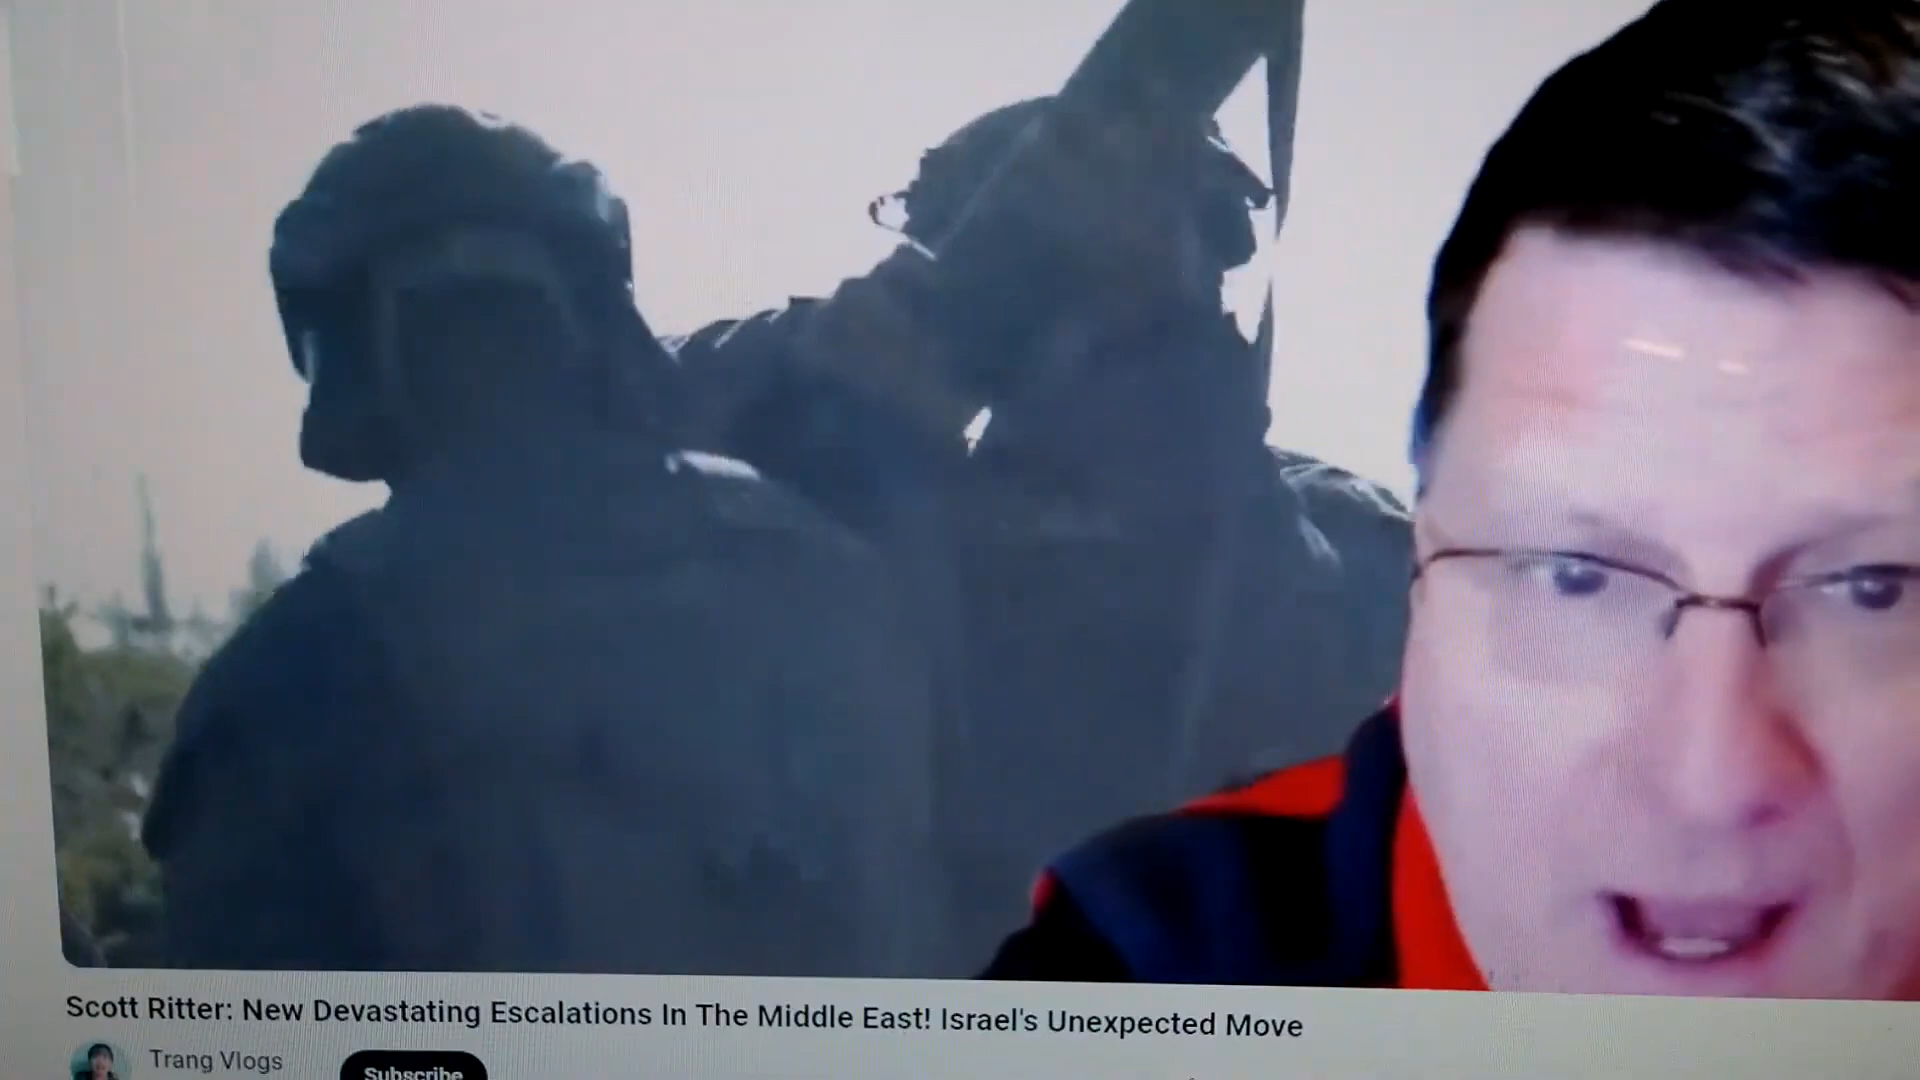 Scott Ritter: New Devastating Escalations In The Middle East! Israel's Unexpected Move
Trang Vlogs
Subscribe